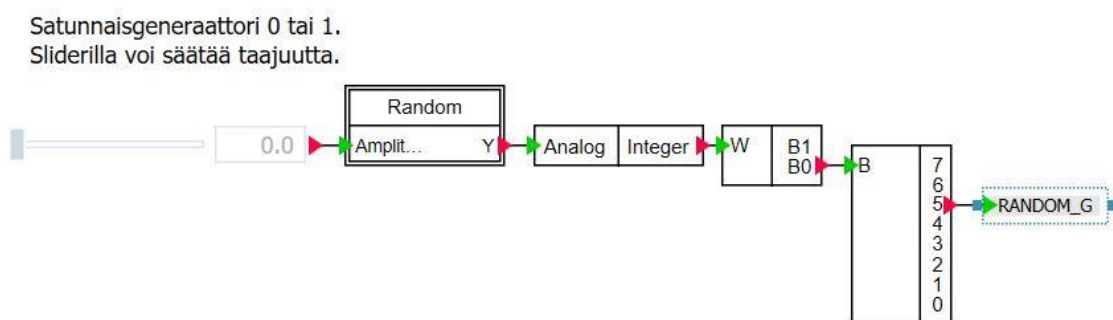 Satunnaisgeneraattori 0 tai 1.
Sliderilla voi säätää taajuutta.
Random
0.0
Amplit... Y
Analog Integer
W B1
B0
B
7
6
5
4
3
2
1
0
RANDOM_G